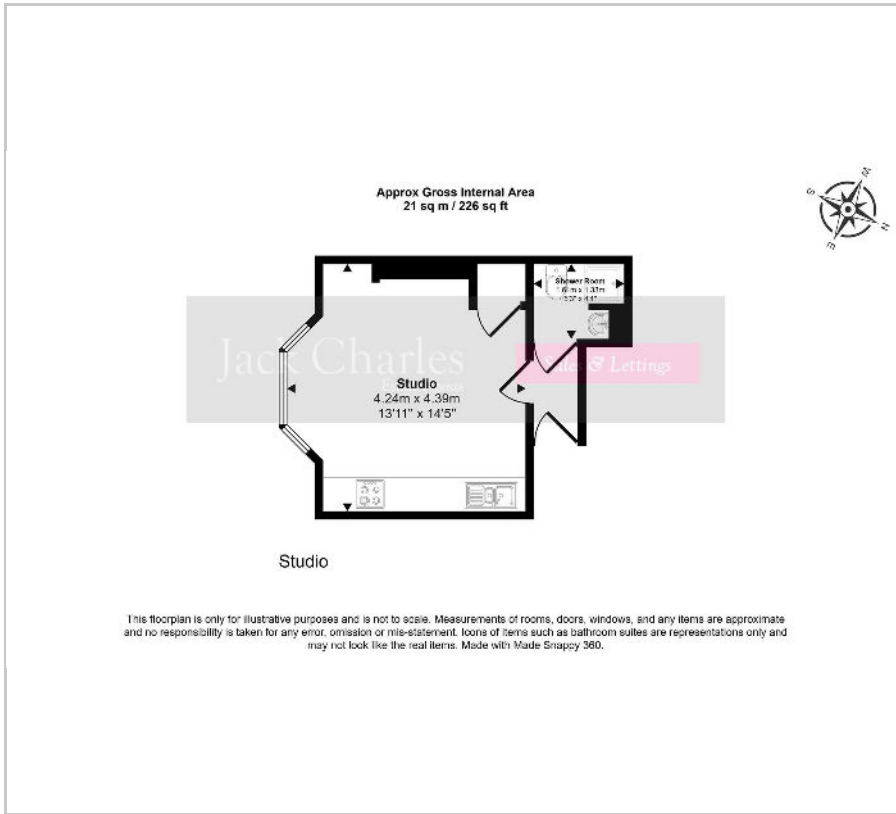 Approx Gross Internal Area
21 sq m / 226 sq ft
S
N
E
Shower Room
Jack Charles
Sales & Lettings
Studio
4.24m x 4.39m
13'11" x 14'5"
Studio
This floorplan is only for illustrative purposes and is not to scale. Measurements of rooms, doors, windows, and any items are approximate
and no responsibility is taken for any error, omission or mis-statement. Icons of items such as bathroom suites are representations only and
may not look like the real items. Made with Made Snappy 360.